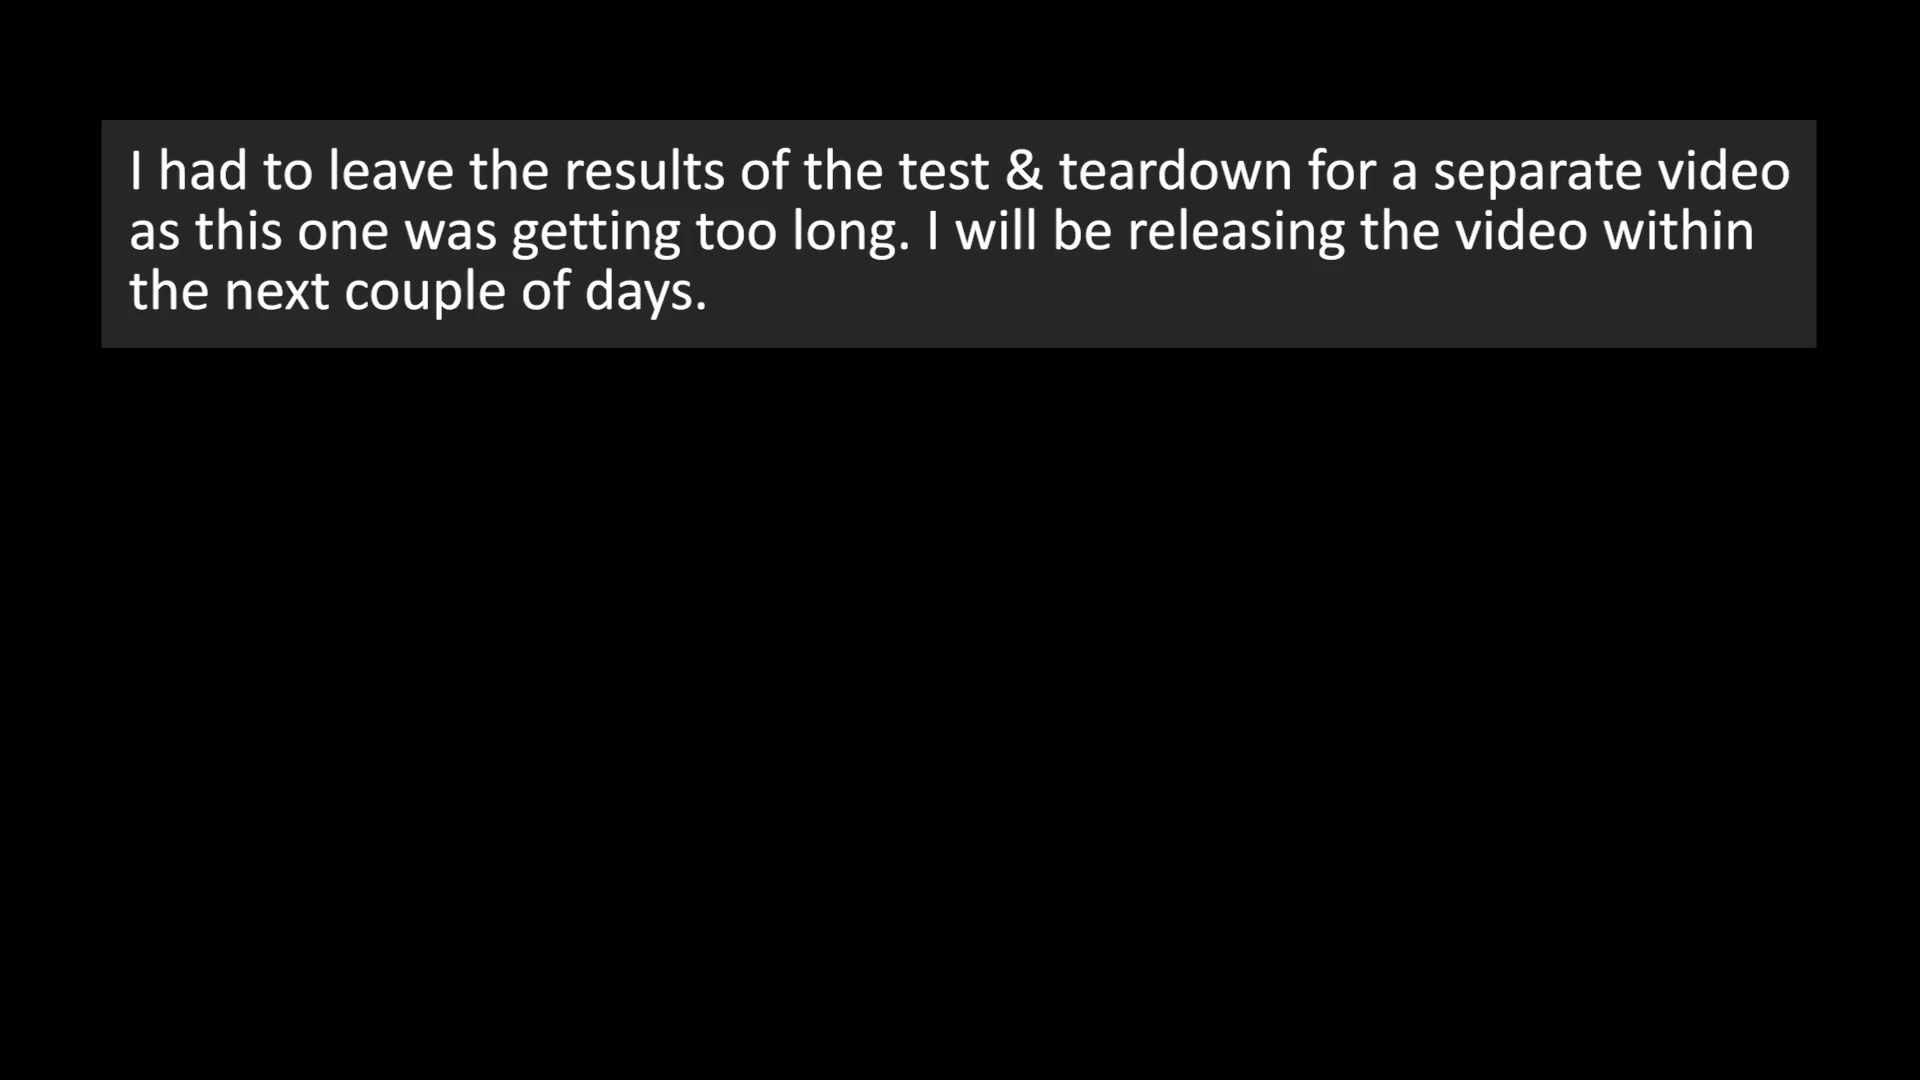 I had to leave the results of the test & teardown for a separate video
as this one was getting too long. I will be releasing the video within
the next couple of days.